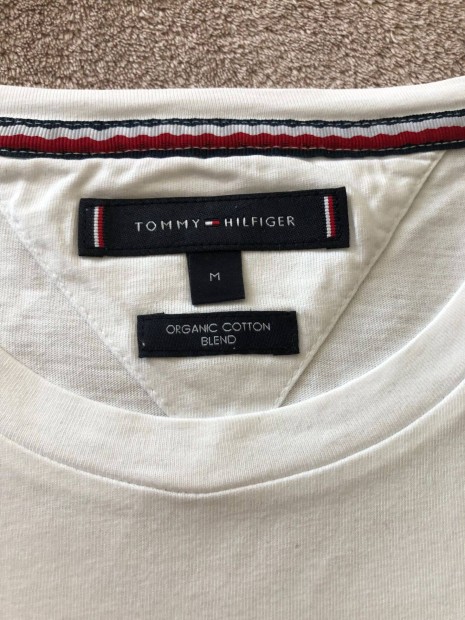 TOMMY HILFIGER
M
ORGANIC COTTON
BLEND